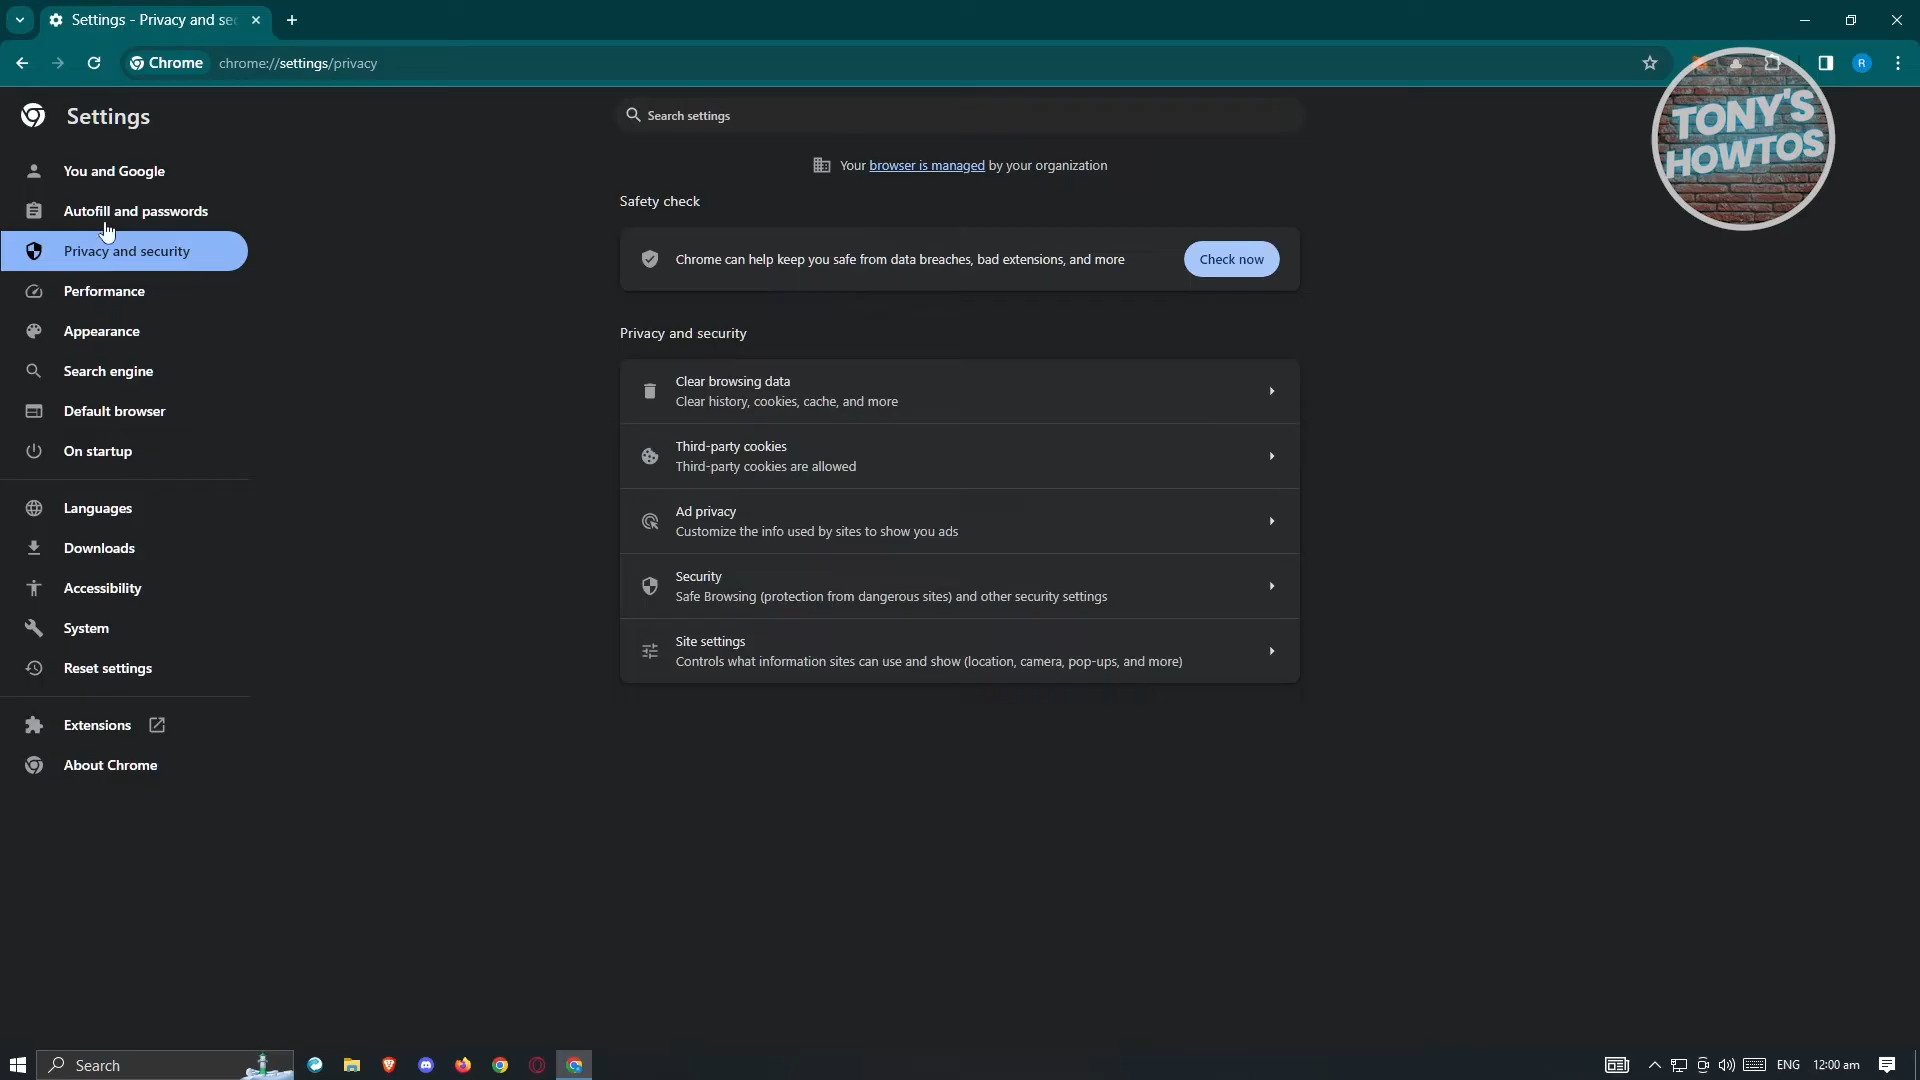 Settings - Privacy and sec
Chrome
chrome://settings/privacy
R
Settings
Search settings
TONY'S
HOWTOS
Your browser is managed by your organization
You and Google
Autofill and passwords
Privacy and security
Performance
Appearance
Search engine
Default browser
On startup
Languages
Downloads
Accessibility
System
Reset settings
Extensions
About Chrome
Safety check
Chrome can help keep you safe from data breaches, bad extensions, and more
Check now
Privacy and security
Clear browsing data
Clear history, cookies, cache, and more
Third-party cookies
Third-party cookies are allowed
Ad privacy
Customize the info used by sites to show you ads
Security
Safe Browsing (protection from dangerous sites) and other security settings
Site settings
Controls what information sites can use and show (location, camera, pop-ups, and more)
Search
ENG
12:00 am